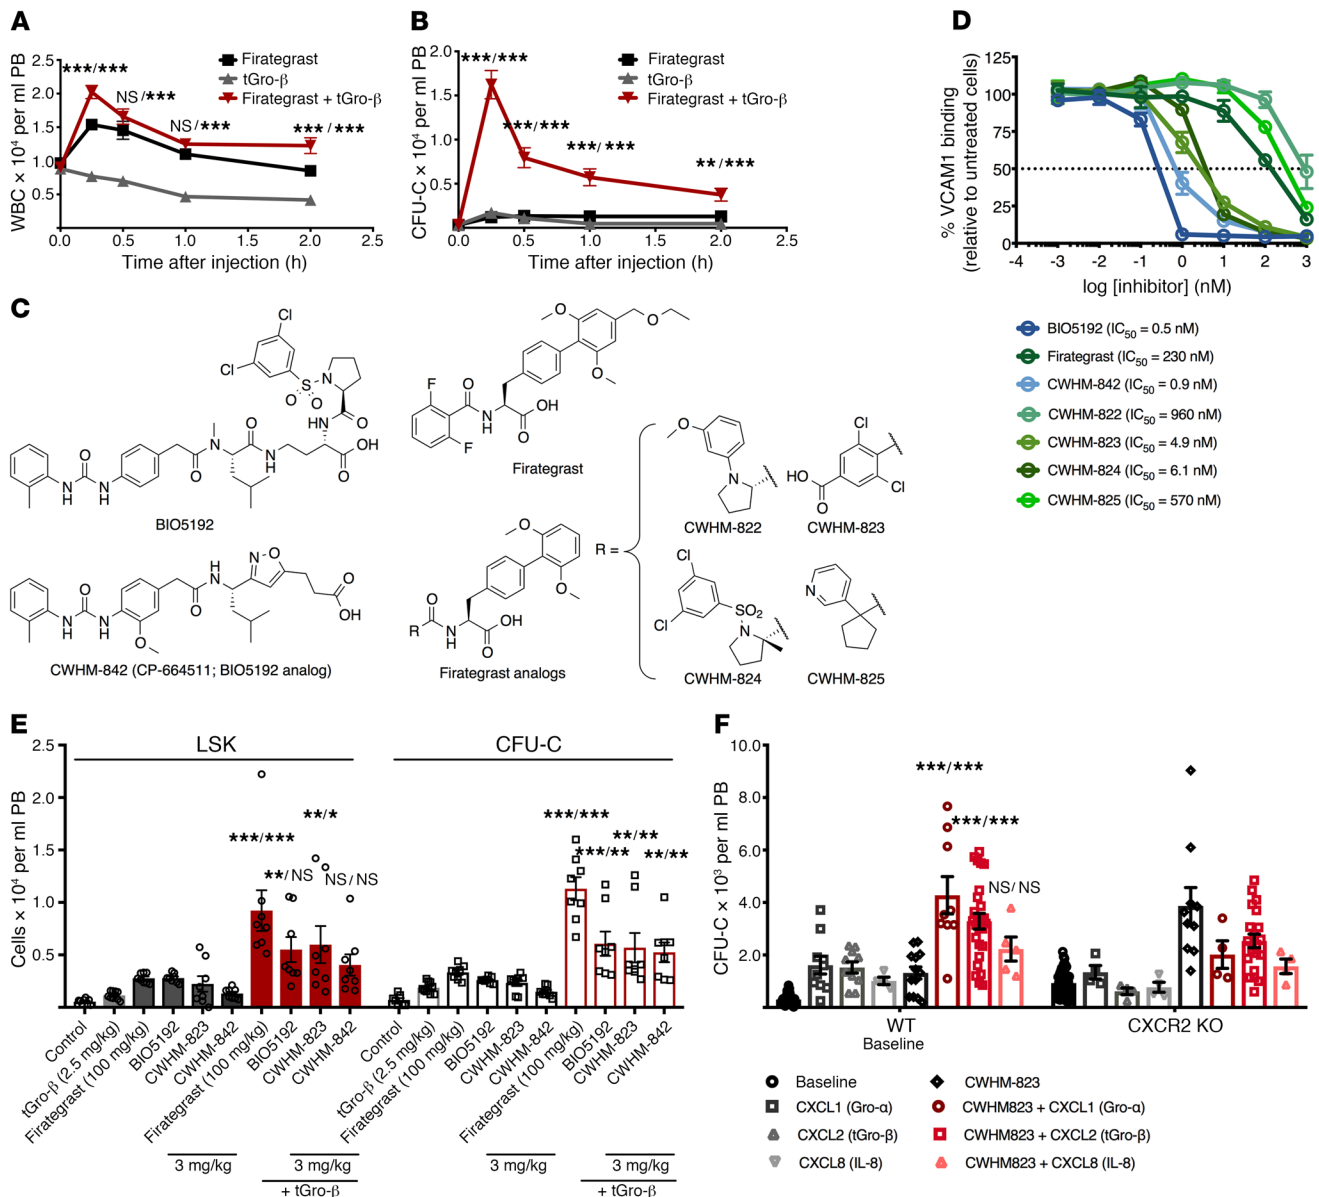 A
WBC × 10⁴ per ml PB
2.5
2.0
1.5
1.0
0.5
0.0 0.5 1.0 1.5 2.0 2.5
Time after injection (h)
Firategrast
tGro-β
Firategrast + tGro-β
***/***
NS/***
NS/***
***/***
B
CFU-C × 10⁴ per ml PB
2.0
1.5
1.0
0.5
0.0 0.5 1.0 1.5 2.0 2.5
Time after injection (h)
Firategrast
tGro-β
Firategrast + tGro-β
***/***
***/***
***/***
**/***
D
% VCAM1 binding
(relative to untreated cells)
125
100
75
50
25
0
-4 -3 -2 -1 0 1 2 3
log [inhibitor] (nM)
BIO5192 (IC₅₀ = 0.5 nM)
Firategrast (IC₅₀ = 230 nM)
CWHM-842 (IC₅₀ = 0.9 nM)
CWHM-822 (IC₅₀ = 960 nM)
CWHM-823 (IC₅₀ = 4.9 nM)
CWHM-824 (IC₅₀ = 6.1 nM)
CWHM-825 (IC₅₀ = 570 nM)
C
Cl
Cl
S
O
O
N
O
HN
O
N
H
N
H
O
N
O
N
H
O
OH
BIO5192
O
N
H
N
H
O
O
H
N
N
O
O
OH
CWHM-842 (CP-664511; BIO5192 analog)
O
O
O
F
F
O
N
H
O
OH
Firategrast
O
O
R
O
N
H
O
OH
Firategrast analogs
R =
O
N
CWHM-822
Cl
Cl
HO
O
CWHM-823
Cl
Cl
SO₂
N
CWHM-824
N
CWHM-825
E
Cells × 10⁴ per ml PB
2.5
2.0
1.5
1.0
0.5
LSK
CFU-C
***/***
**/NS
**/*
NS/NS
***/***
***/**
**/**
**/**
Control
tGro-β (2.5 mg/kg)
Firategrast (100 mg/kg)
BIO5192
CWHM-823
CWHM-842
Firategrast (100 mg/kg)
BIO5192
CWHM-823
CWHM-842
Control
tGro-β (2.5 mg/kg)
Firategrast (100 mg/kg)
BIO5192
CWHM-823
CWHM-842
Firategrast (100 mg/kg)
BIO5192
CWHM-823
CWHM-842
3 mg/kg
3 mg/kg
+ tGro-β
3 mg/kg
3 mg/kg
+ tGro-β
F
CFU-C × 10³ per ml PB
10.0
8.0
6.0
4.0
2.0
***/***
***/***
NS/NS
WT
Baseline
CXCR2 KO
Baseline
CXCL1 (Gro-α)
CXCL2 (tGro-β)
CXCL8 (IL-8)
CWHM-823
CWHM823 + CXCL1 (Gro-α)
CWHM823 + CXCL2 (tGro-β)
CWHM823 + CXCL8 (IL-8)